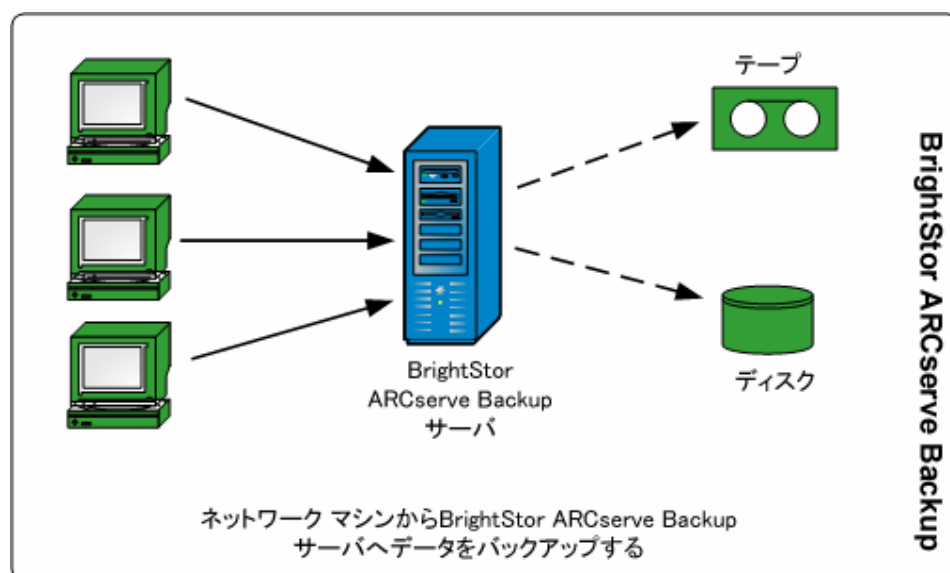 テープ
BrightStor
ARCserve Backup
サーバ
ディスク
ネットワーク マシンからBrightStor ARCserve Backup
サーバへデータをバックアップする
BrightStor ARCserve Backup